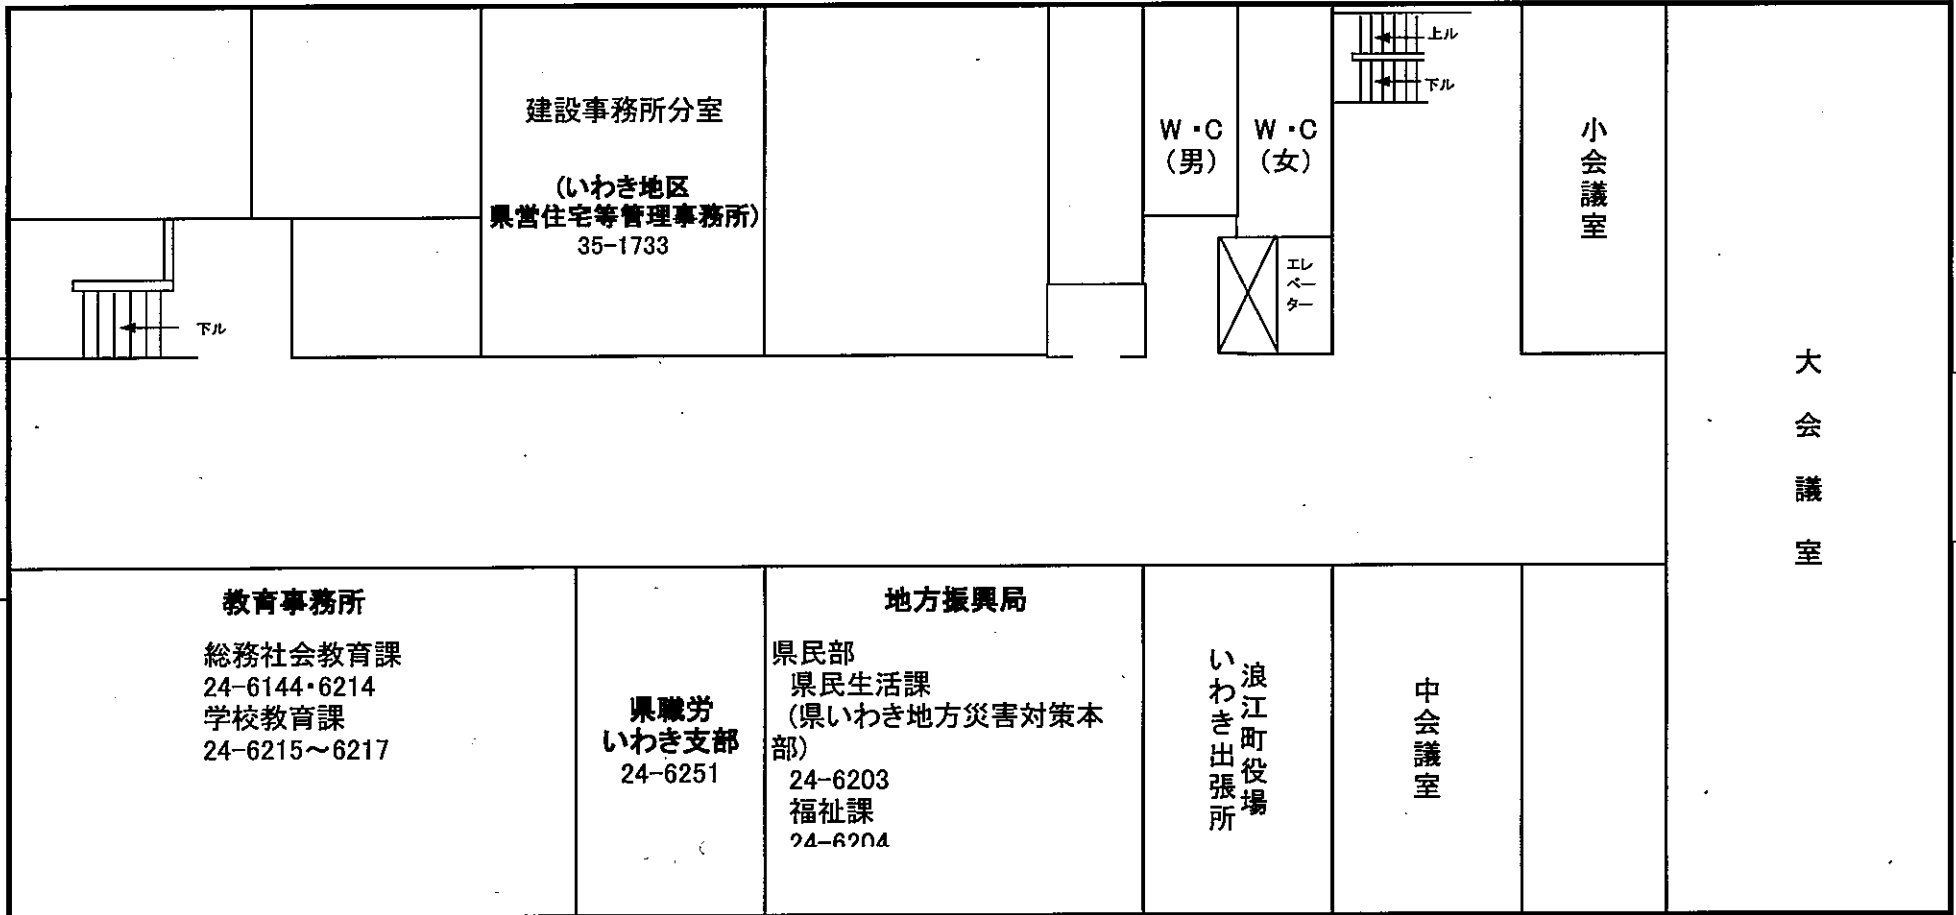 建設事務所分室
(いわき地区
県営住宅等管理事務所)
35-1733
W・C
(男)
W・C
(女)
上ル
下ル
小会議室
エレ
ベー
ター
下ル
大会議室
教育事務所
総務社会教育課
24-6144・6214
学校教育課
24-6215～6217
県職労
いわき支部
24-6251
地方振興局
県民部
県民生活課
(県いわき地方災害対策本
部)
24-6203
福祉課
24-6204
浪江町役場
いわき出張所
中会議室